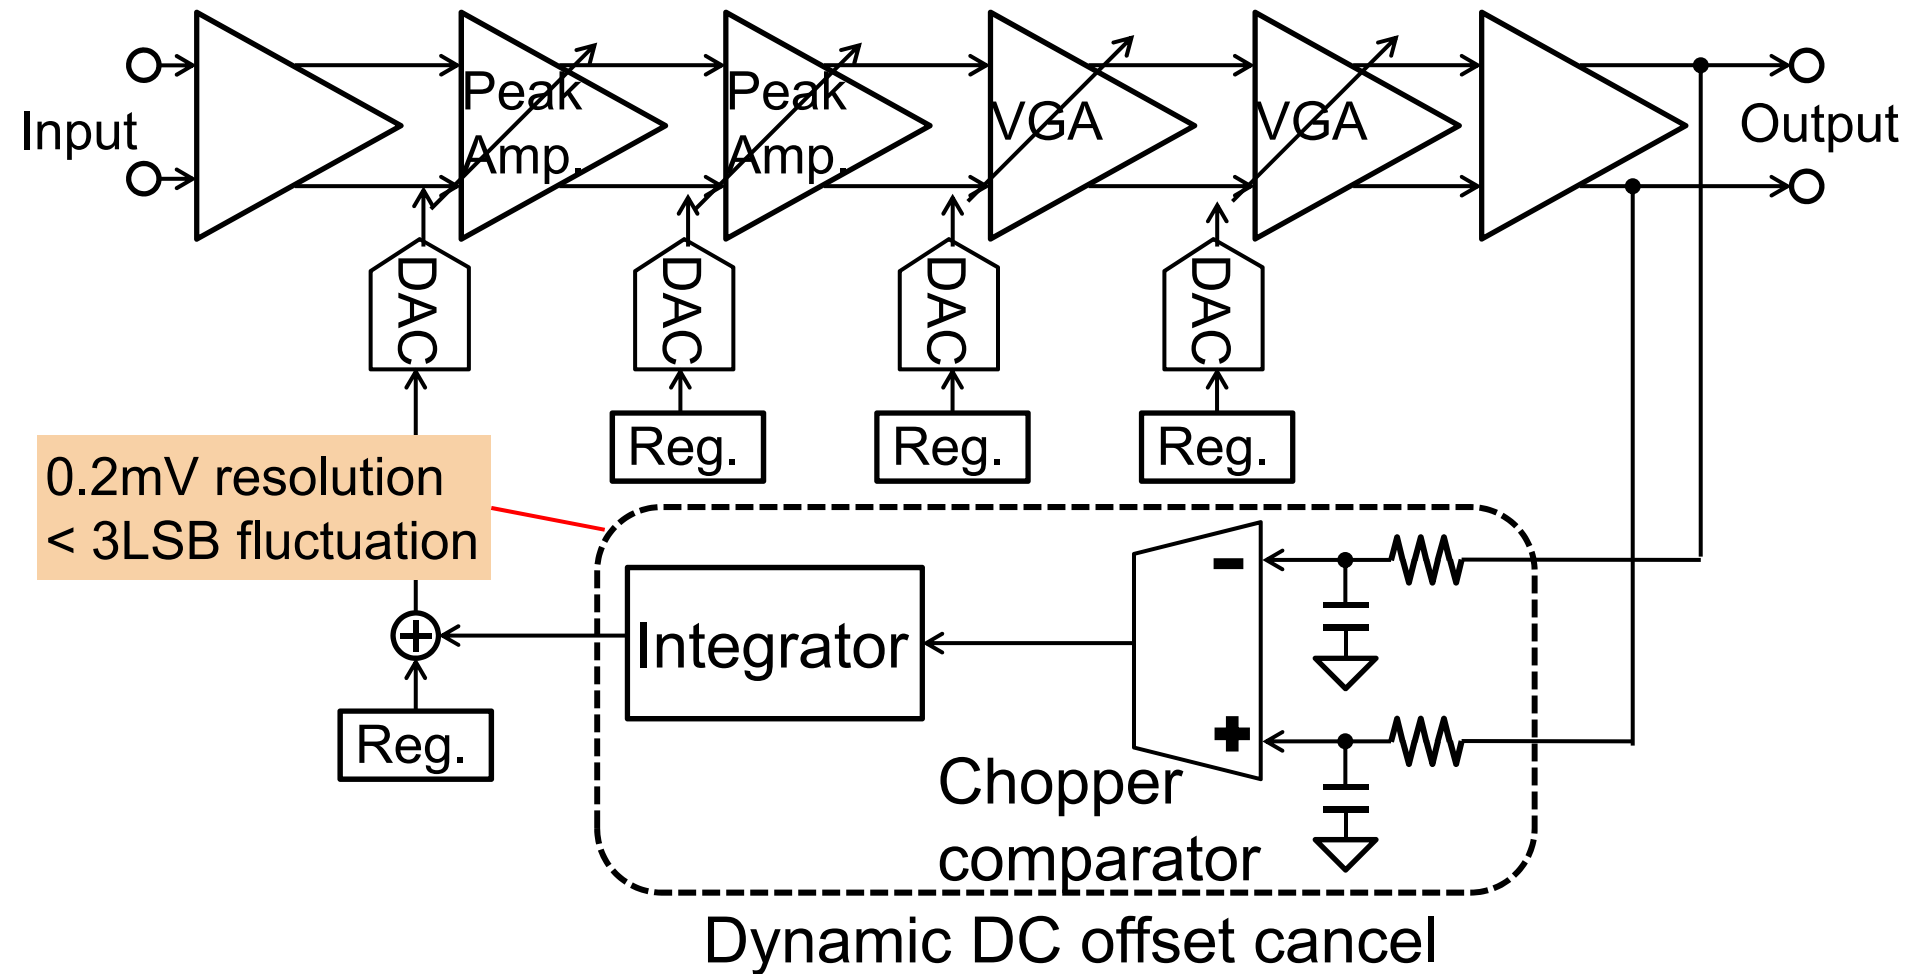 Input
Peak
Amp.
Peak
Amp.
VGA
VGA
Output
DAC
DAC
DAC
DAC
Reg.
Reg.
Reg.
0.2mV resolution
< 3LSB fluctuation
-
+
Integrator
+
Reg.
Chopper
comparator
Dynamic DC offset cancel